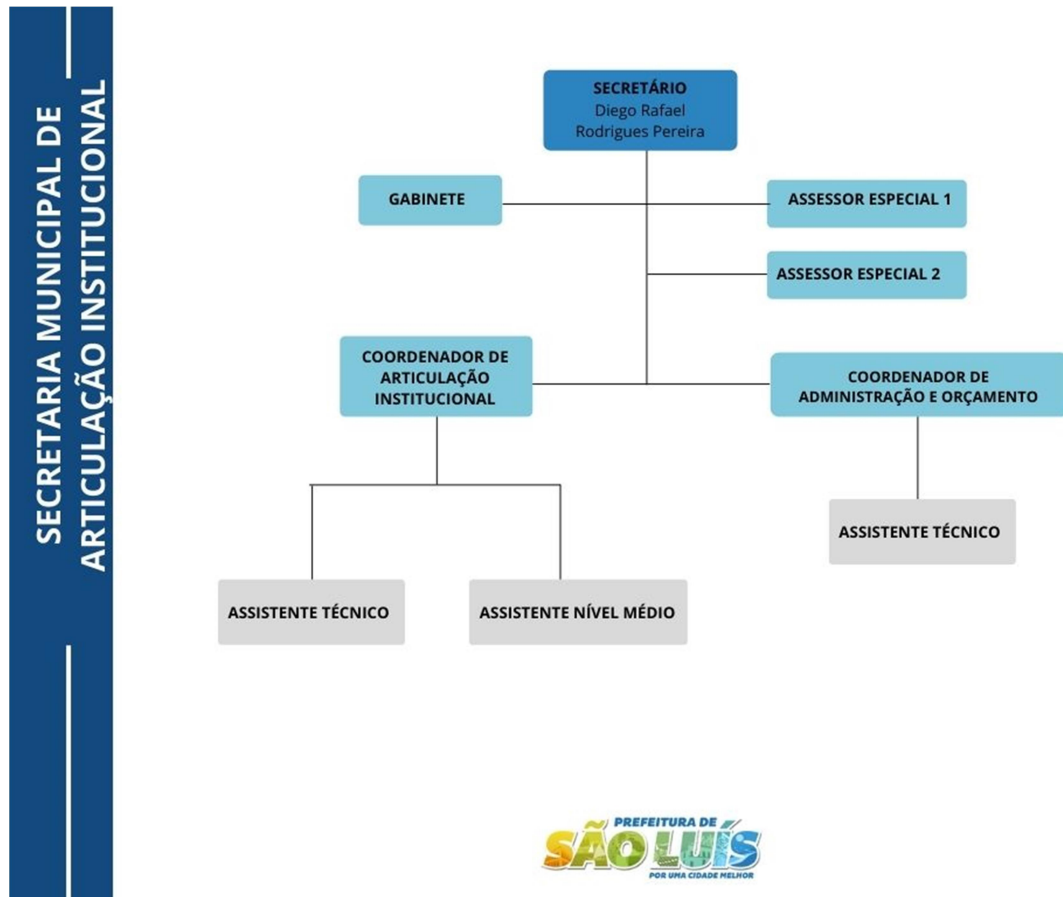 SECRETARIA MUNICIPAL DE
ARTICULAÇÃO INSTITUCIONAL
SECRETÁRIO
Diego Rafael
Rodrigues Pereira
GABINETE
ASSESSOR ESPECIAL 1
ASSESSOR ESPECIAL 2
COORDENADOR DE
ARTICULAÇÃO
INSTITUCIONAL
COORDENADOR DE
ADMINISTRAÇÃO E ORÇAMENTO
ASSISTENTE TÉCNICO
ASSISTENTE TÉCNICO
ASSISTENTE NÍVEL MÉDIO
PREFEITURA DE
SÃO LUÍS
POR UMA CIDADE MELHOR